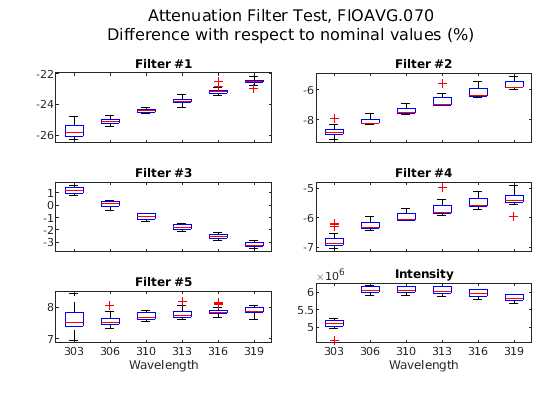 Attenuation Filter Test, FIOAVG.070
Difference with respect to nominal values (%)
Filter #1
-22
-24
-26
Filter #2
-6
-8
Filter #3
1
0
-1
-2
-3
Filter #4
-5
-6
-7
Filter #5
8
7
303 306 310 313 316 319
Wavelength
Intensity
×10^6
6
5.5
5
303 306 310 313 316 319
Wavelength